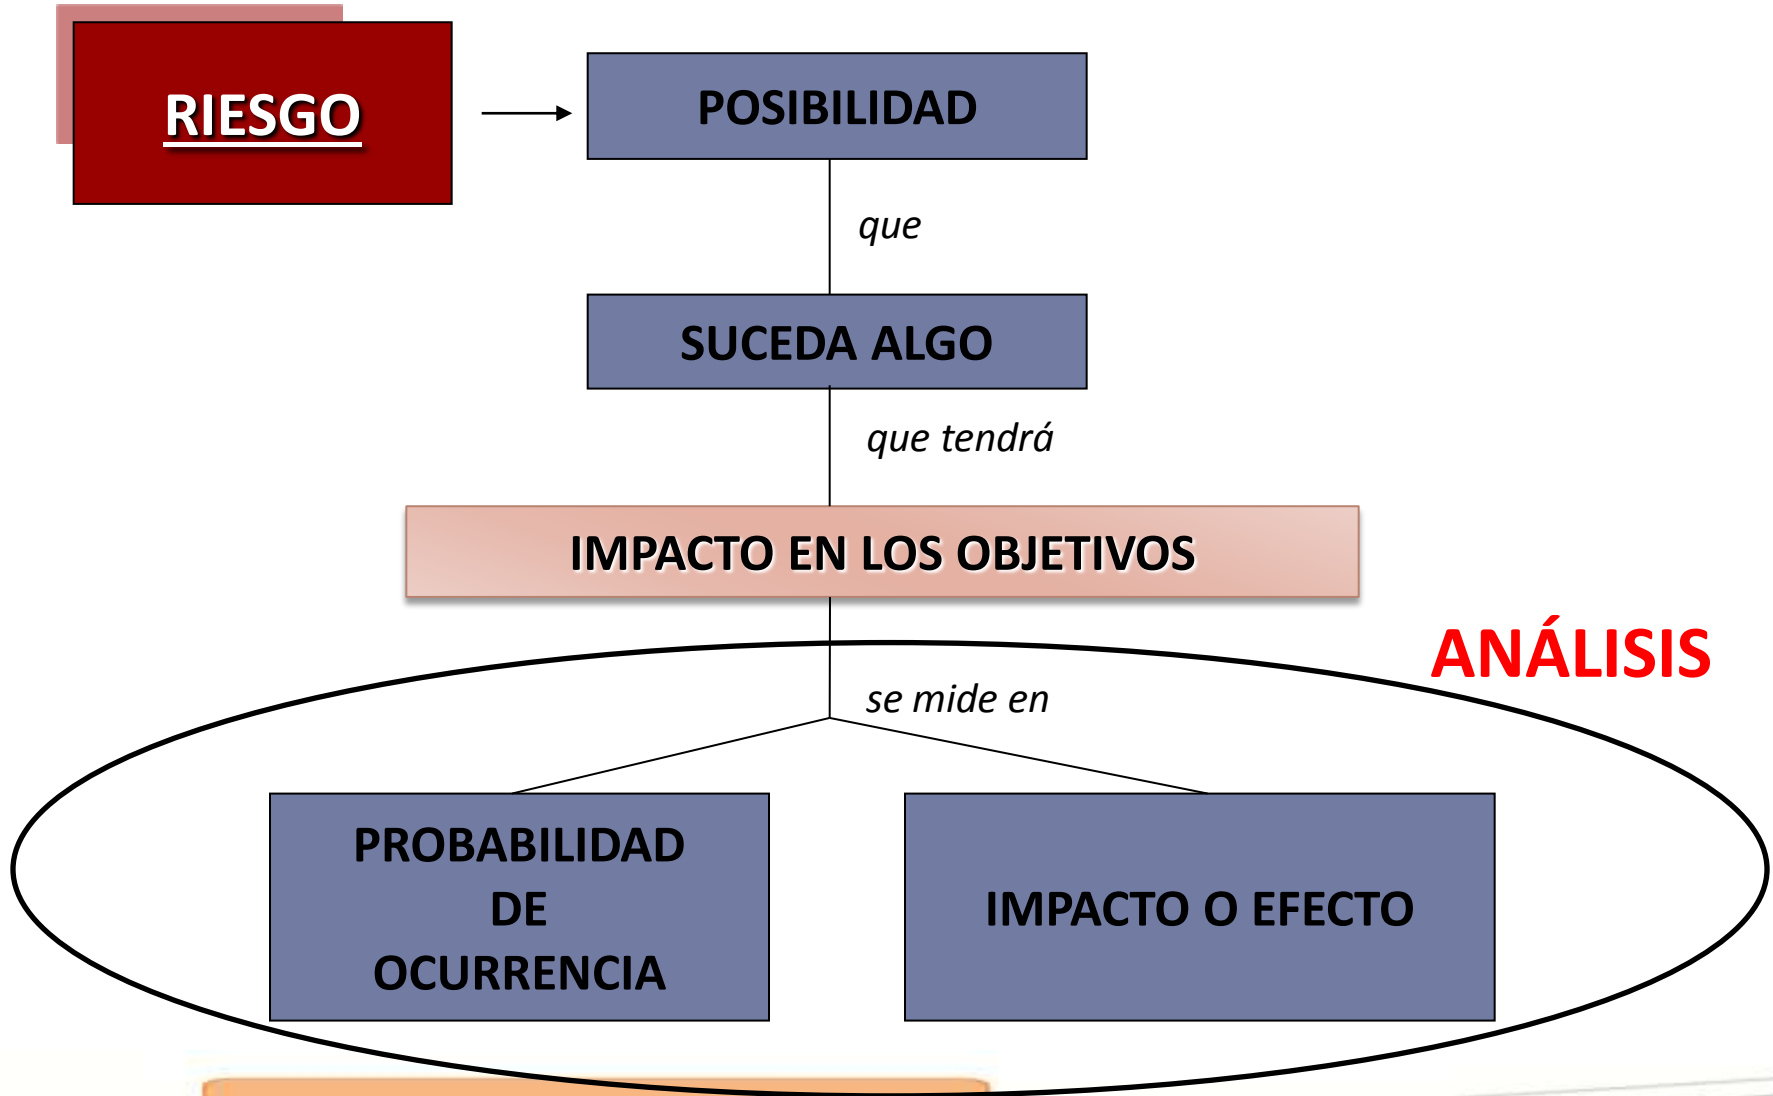 RIESGO
POSIBILIDAD
que
SUCEDA ALGO
que tendrá
IMPACTO EN LOS OBJETIVOS
ANÁLISIS
se mide en
PROBABILIDAD
DE
OCURRENCIA
IMPACTO O EFECTO